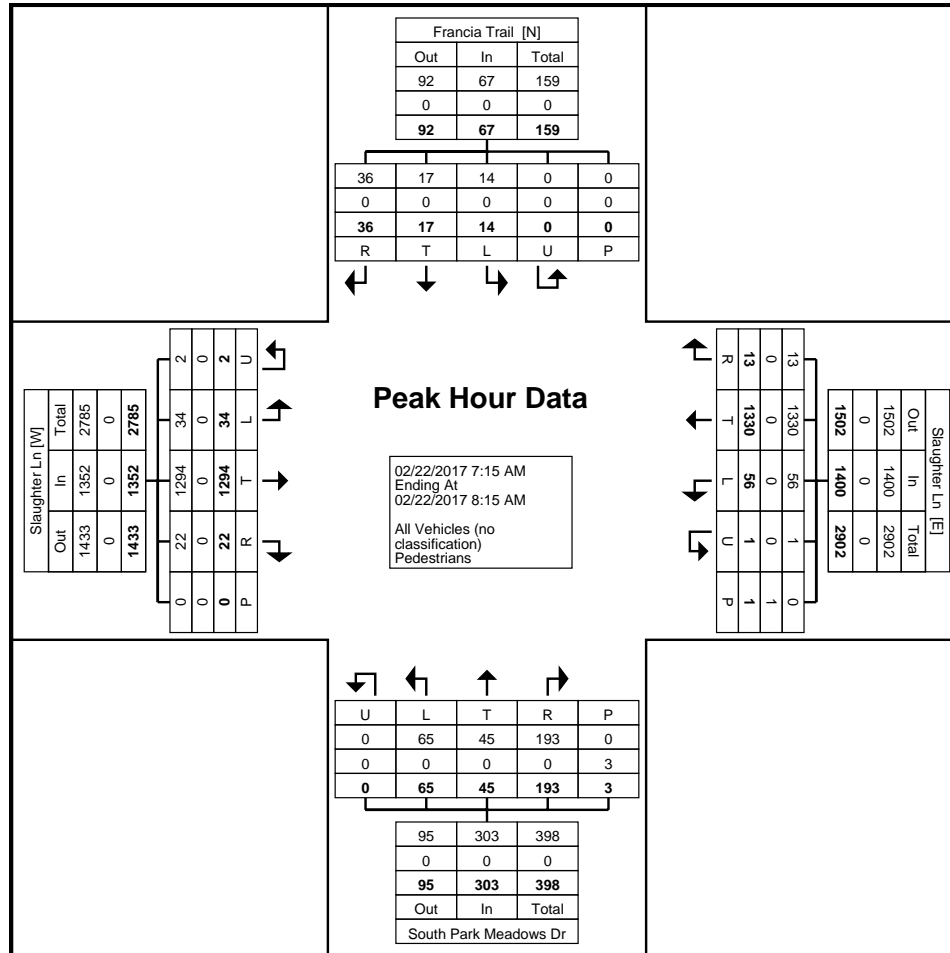 Francia Trail [N]
Out In Total
92 67 159
0 0 0
92 67 159
36 17 14 0 0
0 0 0 0 0
36 17 14 0 0
R T L U P
Slaughter Ln [W]
Total In Out
2785 1352 1433
0 0 0
2785 1352 1433
2 34 1294 22 0
0 0 0 0 0
2 34 1294 22 0
U L T R P
Peak Hour Data
02/22/2017 7:15 AM
Ending At
02/22/2017 8:15 AM
All Vehicles (no
classification)
Pedestrians
R T L U P
13 1330 56 1 1
0 0 0 0 1
13 1330 56 1 0
1502 1400 2902
0 0 0
1502 1400 2902
Out In Total
Slaughter Ln [E]
U L T R P
0 65 45 193 0
0 0 0 0 3
0 65 45 193 3
95 303 398
0 0 0
95 303 398
Out In Total
South Park Meadows Dr